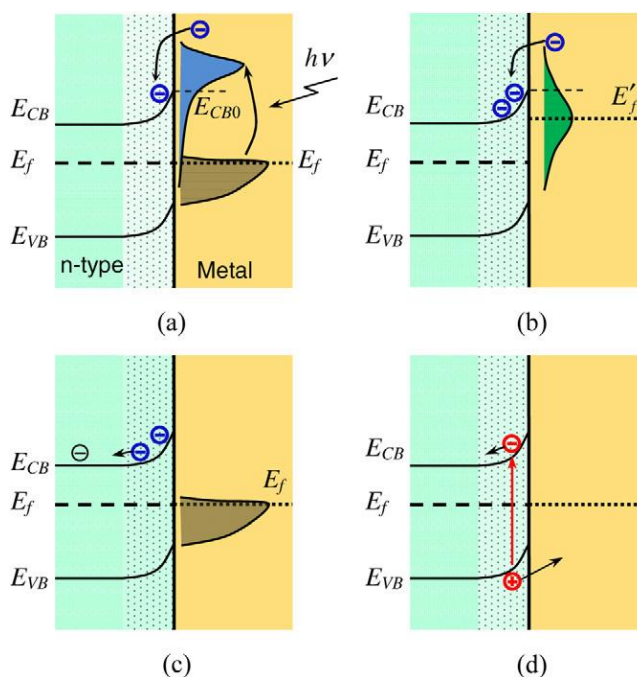 hν
E_CB
E_CB0
E_f
E_f
E_VB
n-type
Metal
(a)
E_CB
E′_f
E_f
E_VB
(b)
E_CB
E_f
E_f
E_VB
(c)
E_CB
E_f
E_VB
(d)